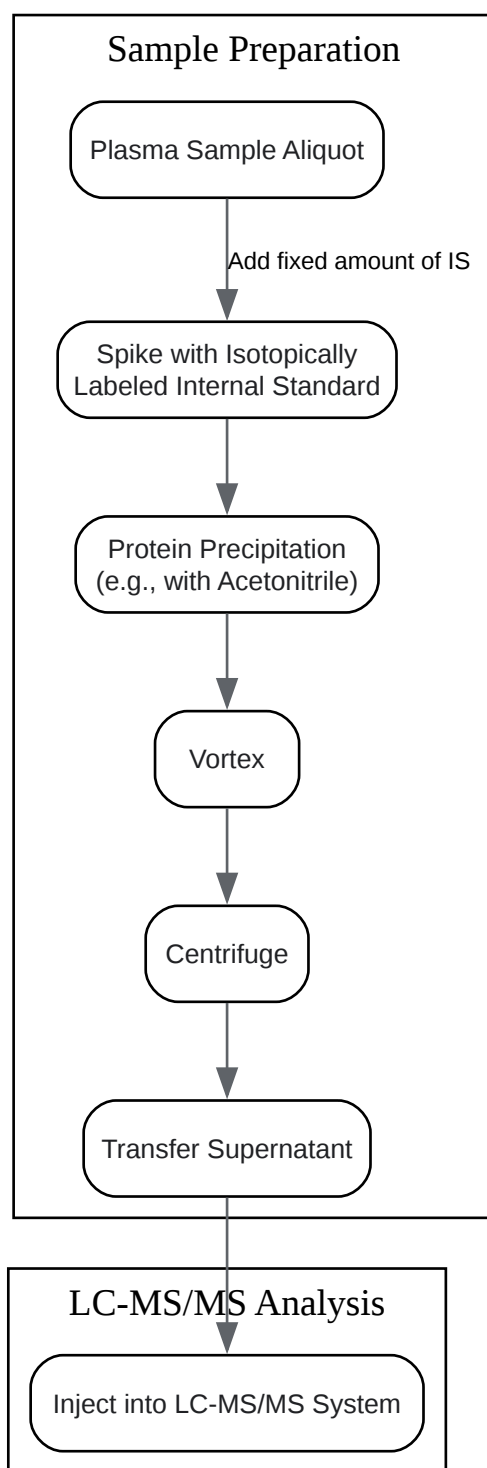 Sample Preparation
Plasma Sample Aliquot
Add fixed amount of IS
Spike with Isotopically
Labeled Internal Standard
Protein Precipitation
(e.g., with Acetonitrile)
Vortex
Centrifuge
Transfer Supernatant
LC-MS/MS Analysis
Inject into LC-MS/MS System